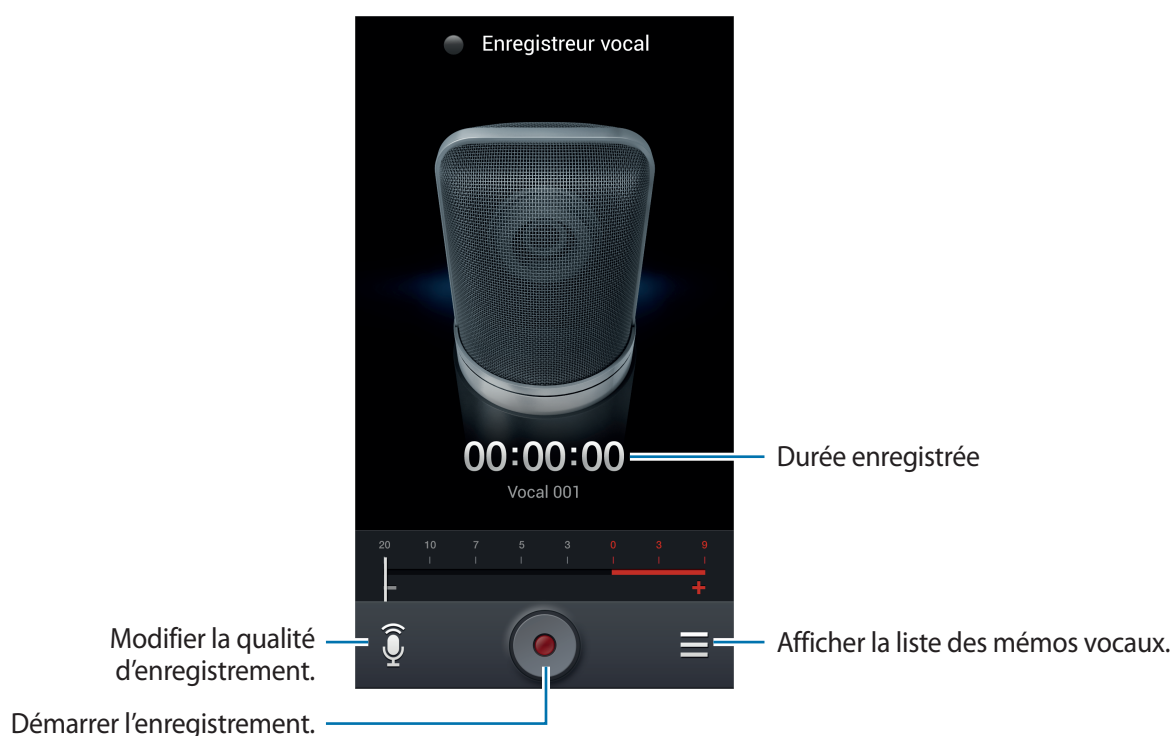 Enregistreur vocal
00:00:00
Durée enregistrée
Vocal 001
20 10 7 5 3 0 3 9
− +
Modifier la qualité
d'enregistrement.
Afficher la liste des mémos vocaux.
Démarrer l’enregistrement.